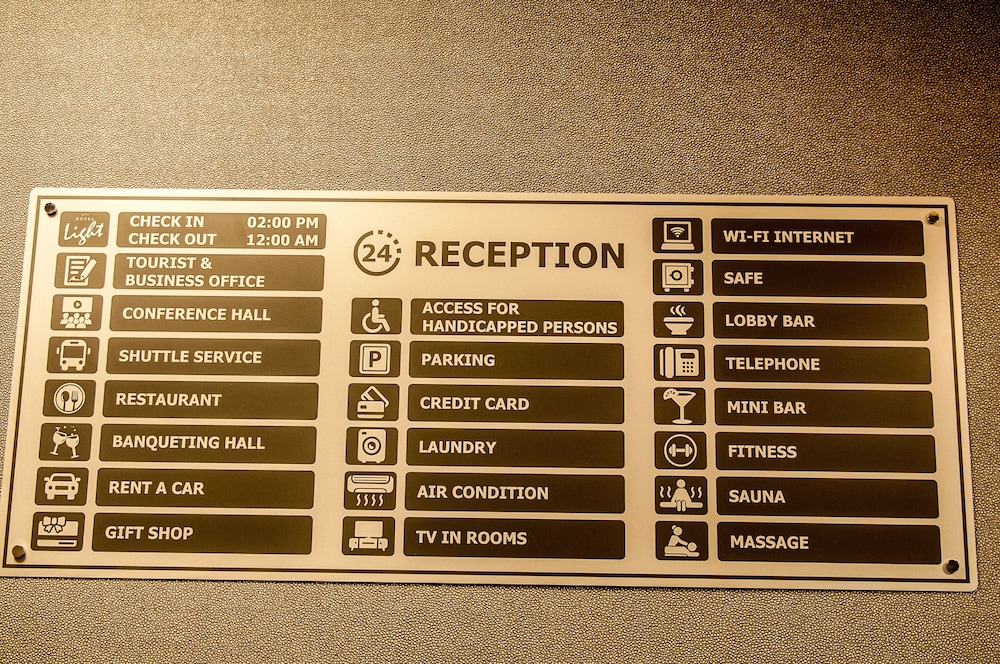 HOTEL
Light
CHECK IN 02:00 PM
CHECK OUT 12:00 AM
TOURIST &
BUSINESS OFFICE
CONFERENCE HALL
SHUTTLE SERVICE
RESTAURANT
BANQUETING HALL
RENT A CAR
GIFT SHOP
24 RECEPTION
ACCESS FOR
HANDICAPPED PERSONS
P PARKING
CREDIT CARD
LAUNDRY
AIR CONDITION
TV IN ROOMS
WI-FI INTERNET
SAFE
LOBBY BAR
TELEPHONE
MINI BAR
FITNESS
SAUNA
MASSAGE